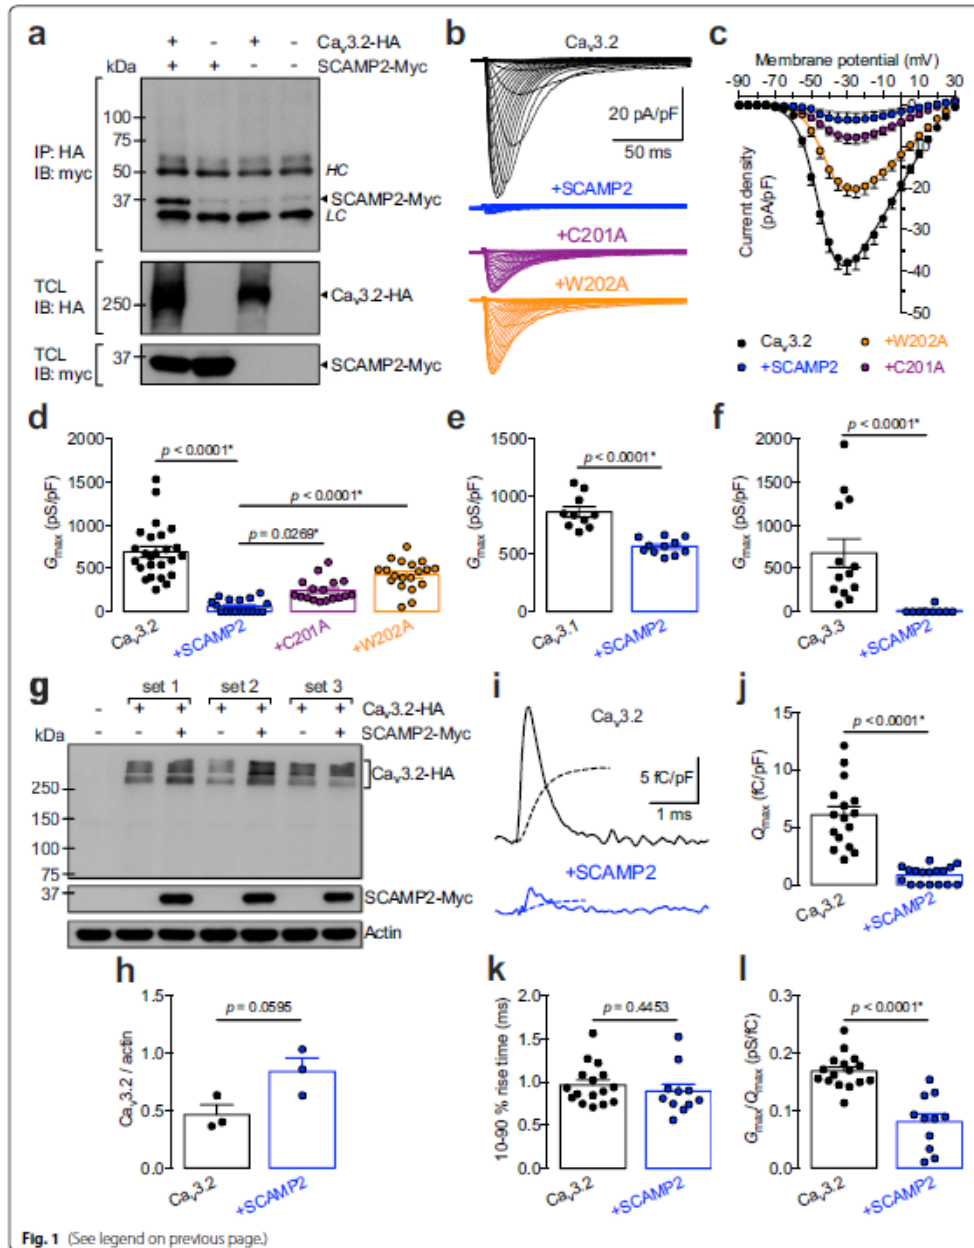 a
+ - + - Cav3.2-HA
kDa + + - - SCAMP2-Myc
100
75
IP: HA
IB: myc
50
HC
37
SCAMP2-Myc
LC
TCL
IB: HA
250
Cav3.2-HA
TCL
IB: myc
37
SCAMP2-Myc
b
Cav3.2
20 pA/pF
50 ms
+SCAMP2
+C201A
+W202A
c
Membrane potential (mV)
-90 -70 -50 -30 -10 0 10 30
Current density
(pA/pF)
-10
-20
-30
-40
-50
Cav3.2 +W202A
+SCAMP2 +C201A
d
Gmax (pS/pF)
2000
1500
1000
500
0
p < 0.0001*
p < 0.0001*
p = 0.0269*
Cav3.2 +SCAMP2 +C201A +W202A
e
Gmax (pS/pF)
1500
1000
500
0
p < 0.0001*
Cav3.1 +SCAMP2
f
Gmax (pS/pF)
2000
1500
1000
500
0
p < 0.0001*
Cav3.3 +SCAMP2
g
set 1 set 2 set 3
- + + + + + + Cav3.2-HA
kDa - - + - + - + SCAMP2-Myc
250
Cav3.2-HA
150
100
75
37
SCAMP2-Myc
Actin
h
Cav3.2 / actin
1.5
1.0
0.5
0.0
p = 0.0595
Cav3.2 +SCAMP2
i
Cav3.2
5 fC/pF
1 ms
+SCAMP2
j
Qmax (fC/pF)
15
10
5
0
p < 0.0001*
Cav3.2 +SCAMP2
k
10-90 % rise time (ms)
2.0
1.5
1.0
0.5
0.0
p = 0.4453
Cav3.2 +SCAMP2
l
Gmax/Qmax (pS/fC)
0.3
0.2
0.1
0.0
p < 0.0001*
Cav3.2 +SCAMP2
Fig. 1 (See legend on previous page.)